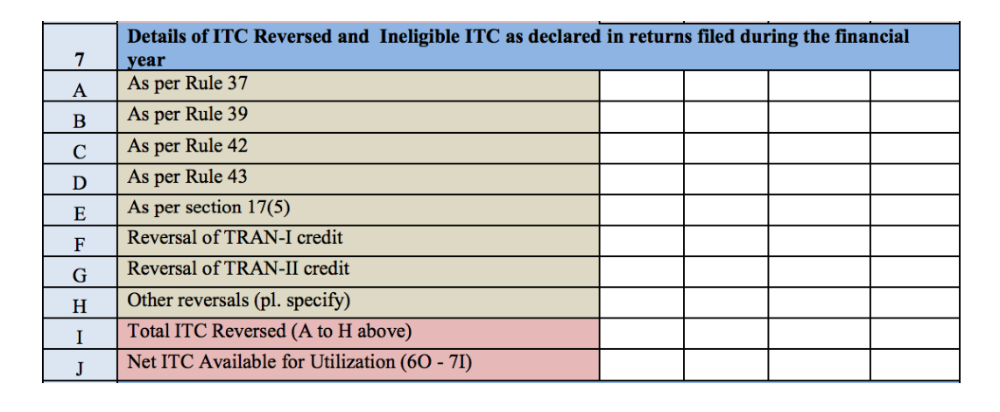 7 Details of ITC Reversed and Ineligible ITC as declared in returns filed during the financial
year
A As per Rule 37
B As per Rule 39
C As per Rule 42
D As per Rule 43
E As per section 17(5)
F Reversal of TRAN-I credit
G Reversal of TRAN-II credit
H Other reversals (pl. specify)
I Total ITC Reversed (A to H above)
J Net ITC Available for Utilization (6O - 7I)